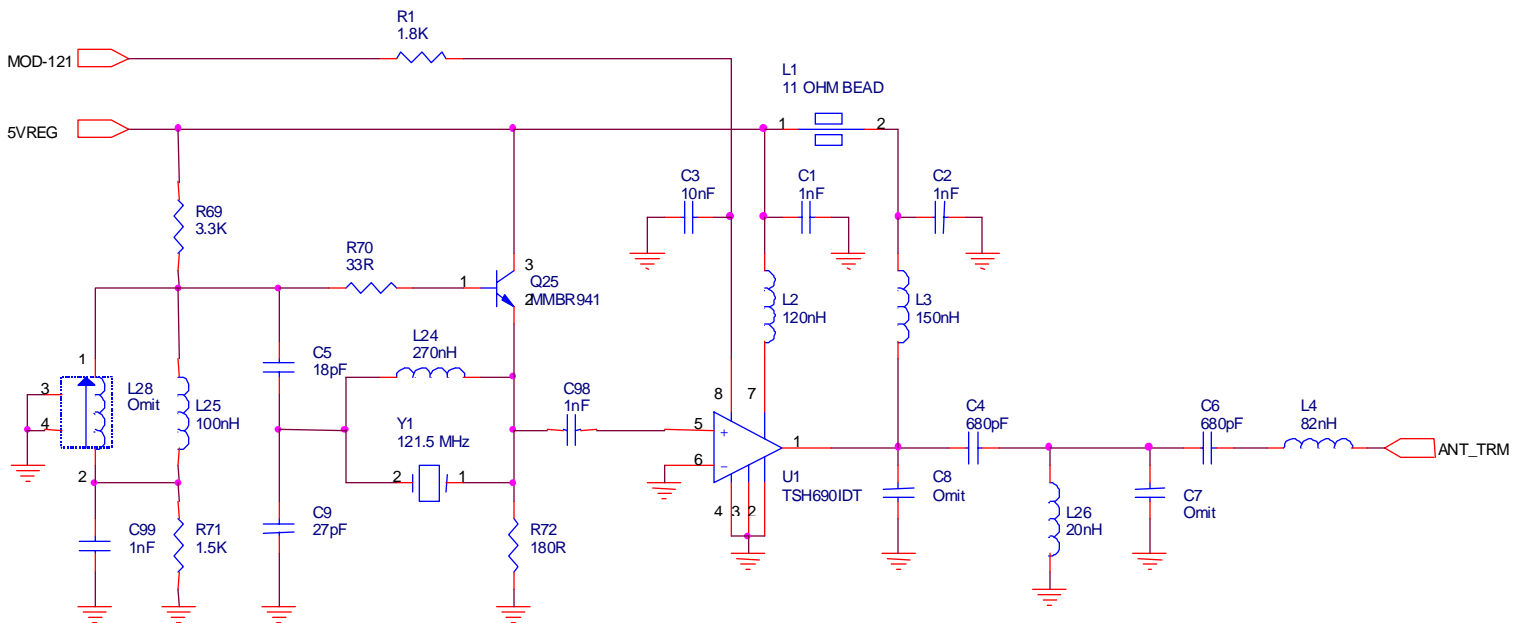 R1
1.8K
MOD-121
L1
11 OHM BEAD
5VREG
1
2
C3
10nF
C1
1nF
C2
1nF
R69
3.3K
R70
33R
3
1
Q25
2
MMBR941
L2
120nH
L3
150nH
L24
270nH
C5
18pF
1
3
4
L28
Omit
L25
100nH
2
C98
1nF
8
7
Y1
121.5 MHz
5
+
6
-
1
C4
680pF
C6
680pF
L4
82nH
ANT_TRM
2
1
U1
TSH690IDT
C8
Omit
C7
Omit
L26
20nH
4
3
2
C99
1nF
R71
1.5K
C9
27pF
R72
180R